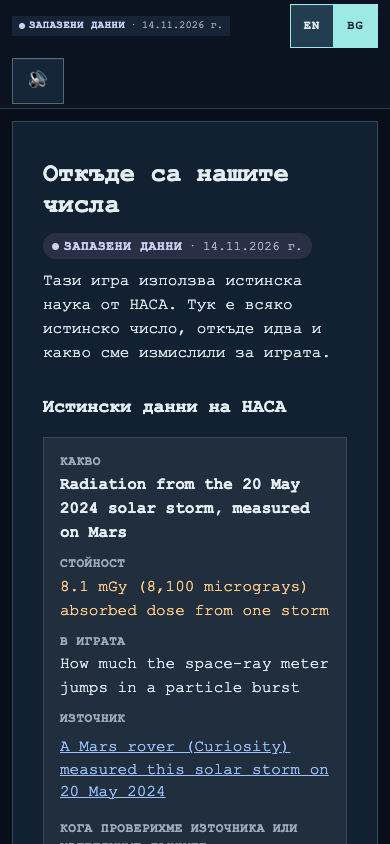 ЗАПАЗЕНИ ДАННИ · 14.11.2026 г.
EN BG
Откъде са нашите
числа
ЗАПАЗЕНИ ДАННИ · 14.11.2026 г.
Тази игра използва истинска
наука от НАСА. Тук е всяко
истинско число, откъде идва и
какво сме измислили за играта.
Истински данни на НАСА
КАКВО
Radiation from the 20 May
2024 solar storm, measured
on Mars
СТОЙНОСТ
8.1 mGy (8,100 micrograys)
absorbed dose from one storm
В ИГРАТА
How much the space-ray meter
jumps in a particle burst
ИЗТОЧНИК
A Mars rover (Curiosity)
measured this solar storm on
20 May 2024
КОГА ПРОВЕРИХМЕ ИЗТОЧНИКА ИЛИ